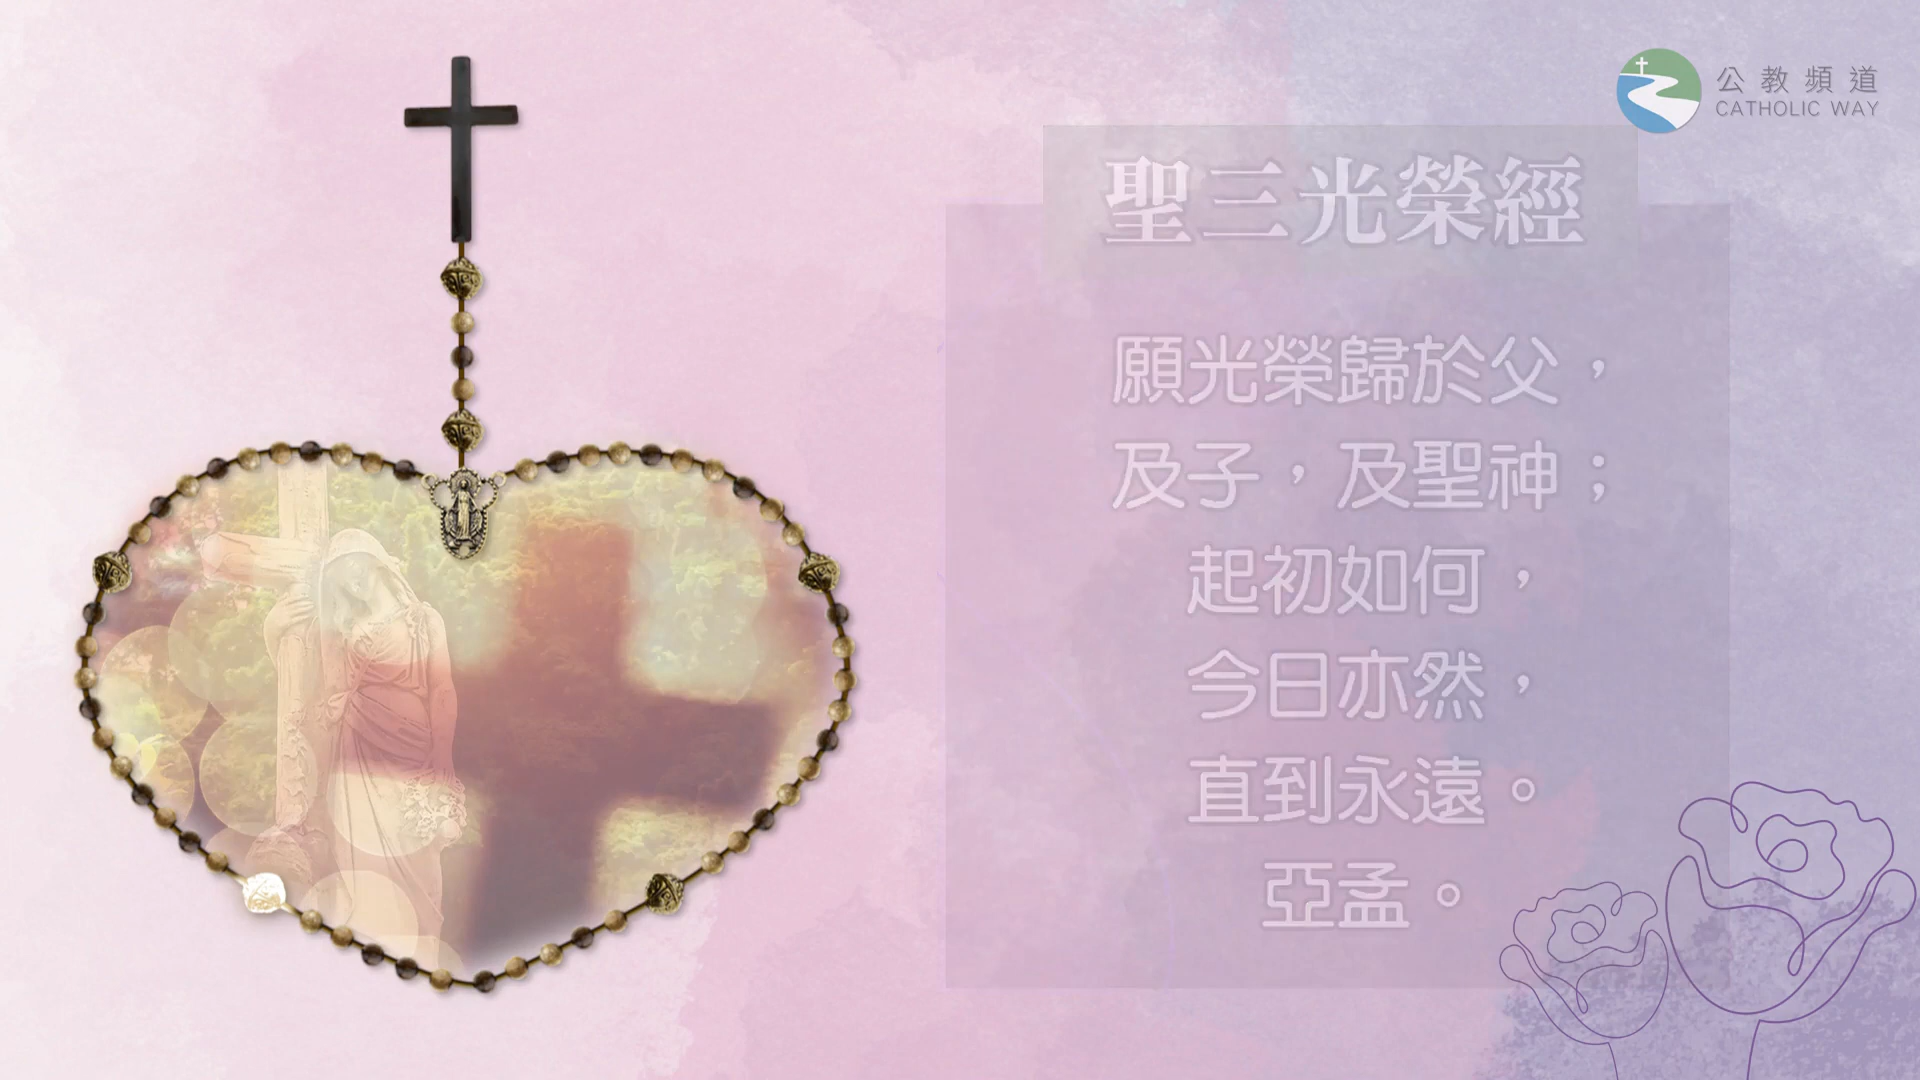 公教頻道
CATHOLIC WAY
聖三光榮經
願光榮歸於父，
及子，及聖神；
起初如何，
今日亦然，
直到永遠。
亞孟。